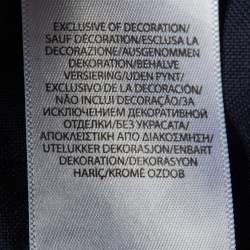 EXCLUSIVE OF DECORATION/
SAUF DÉCORATION/ESCLUSA LA
DECORAZIONE/AUSGENOMMEN
DEKORATION/BEHALVE
VERSIERING/UDEN PYNT/
EXCLUSIVO DE LA DECORACIÓN/
NÃO INCLUI DECORAÇÃO/ЗА
ИСКЛЮЧЕНИЕМ ДЕКОРАТИВНОЙ
ОТДЕЛКИ/БЕЗ УКРАСАТА/
ΑΠΟΚΛΕΙΣΤΙΚΗ ΑΠΟ ΔΙΑΚΟΣΜΗΣΗ/
UTELUKKER DEKORASJON/ENBART
DEKORATION/DEKORASYON
HARİÇ/KROMĚ OZDOB